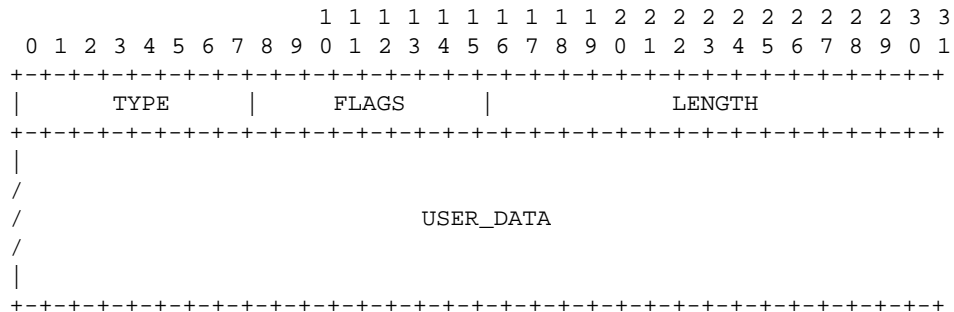 1 1 1 1 1 1 1 1 1 1 2 2 2 2 2 2 2 2 2 2 3 3
0 1 2 3 4 5 6 7 8 9 0 1 2 3 4 5 6 7 8 9 0 1 2 3 4 5 6 7 8 9 0 1
+-+-+-+-+-+-+-+-+-+-+-+-+-+-+-+-+-+-+-+-+-+-+-+-+-+-+-+-+-+-+-+-+
| TYPE | FLAGS | LENGTH
+-+-+-+-+-+-+-+-+-+-+-+-+-+-+-+-+-+-+-+-+-+-+-+-+-+-+-+-+-+-+-+-+
|
/
/ USER_DATA
/
|
+-+-+-+-+-+-+-+-+-+-+-+-+-+-+-+-+-+-+-+-+-+-+-+-+-+-+-+-+-+-+-+-+